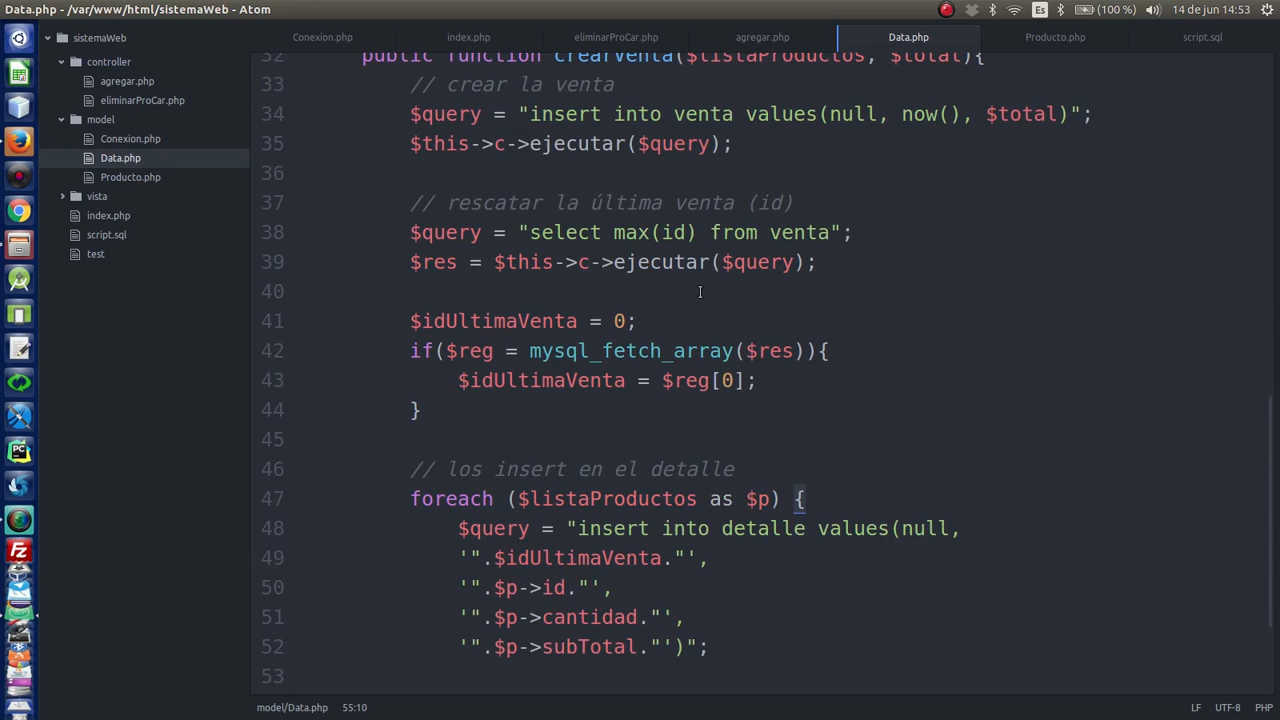 Data.php - /var/www/html/sistemaWeb - Atom
Es
(100 %)
14 de jun 14:53
sistemaWeb
controller
agregar.php
eliminarProCar.php
model
Conexion.php
Data.php
Producto.php
vista
index.php
script.sql
test
Conexion.php index.php eliminarProCar.php agregar.php Data.php Producto.php script.sql
32 public function crearVenta($listaProductos, $total){
33 // crear la venta
34 $query = "insert into venta values(null, now(), $total)";
35 $this->c->ejecutar($query);
36
37 // rescatar la última venta (id)
38 $query = "select max(id) from venta";
39 $res = $this->c->ejecutar($query);
40
41 $idUltimaVenta = 0;
42 if($reg = mysql_fetch_array($res)){
43 $idUltimaVenta = $reg[0];
44 }
45
46 // los insert en el detalle
47 foreach ($listaProductos as $p) {
48 $query = "insert into detalle values(null,
49 '".$idUltimaVenta."',
50 '".$p->id."',
51 '".$p->cantidad."',
52 '".$p->subTotal."')";
53
model/Data.php 55:10
LF UTF-8 PHP